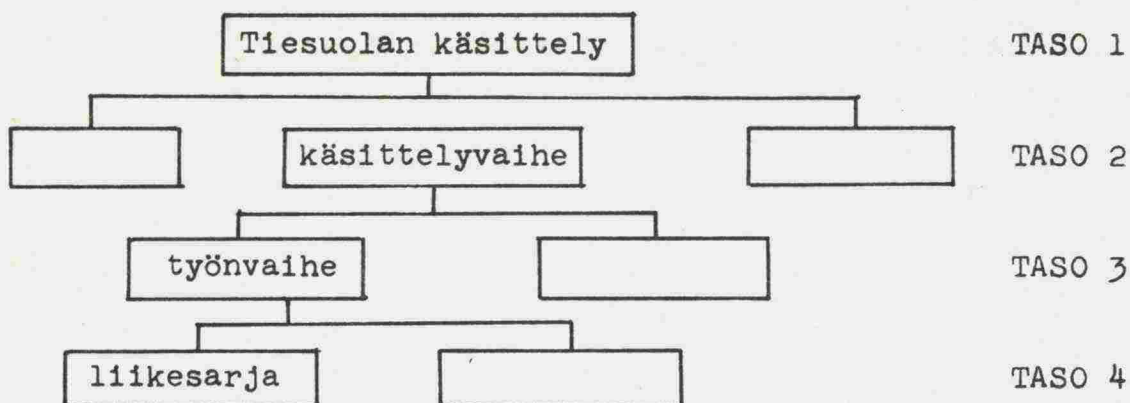 Tiesuolan käsittely TASO 1
käsittelyvaihe TASO 2
työnvaihe TASO 3
liikesarja TASO 4